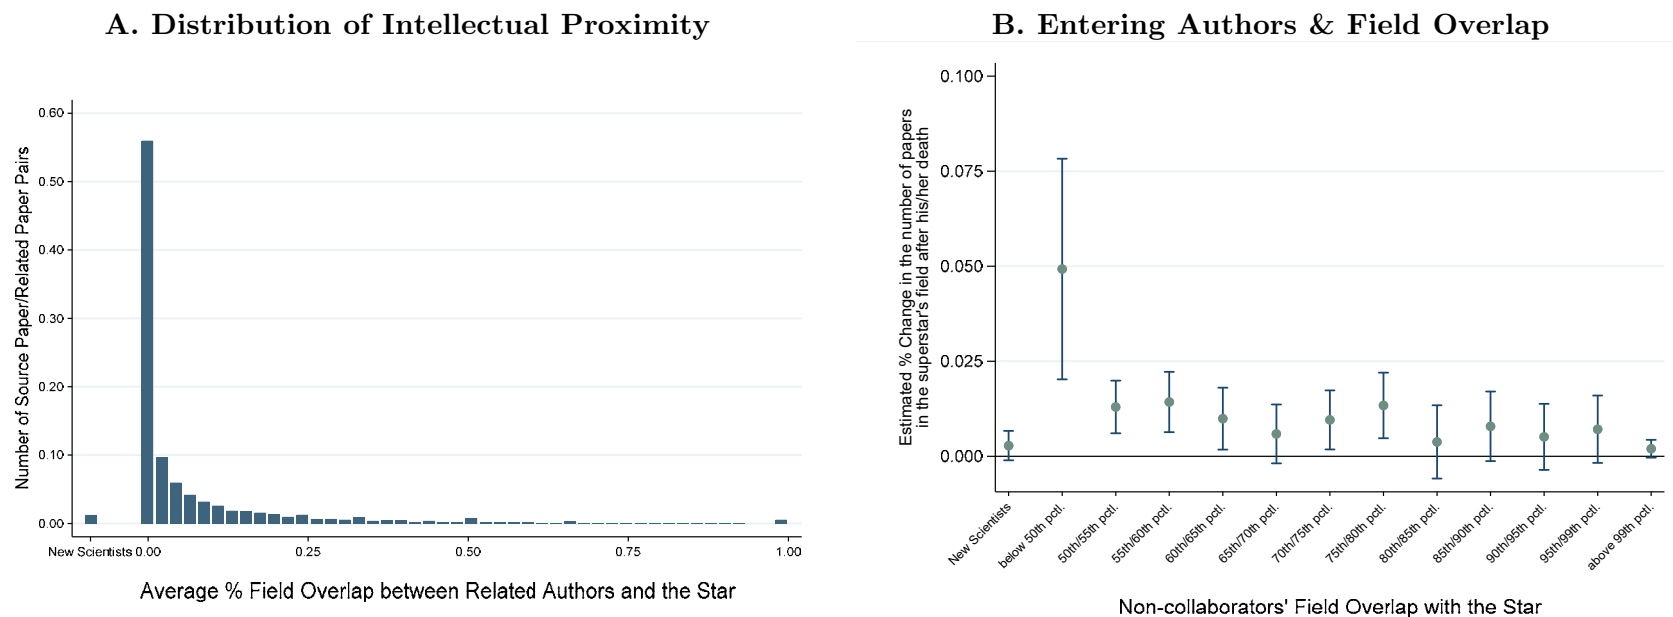 A. Distribution of Intellectual Proximity
Number of Source Paper/Related Paper Pairs
0.60
0.50
0.40
0.30
0.20
0.10
0.00
New Scientists 0.00 0.25 0.50 0.75 1.00
Average % Field Overlap between Related Authors and the Star
B. Entering Authors & Field Overlap
Estimated % Change in the number of papers
in the superstar's field after his/her death
0.100
0.075
0.050
0.025
0.000
New Scientists
below 50th pctl.
50th/55th pctl.
55th/60th pctl.
60th/65th pctl.
65th/70th pctl.
70th/75th pctl.
75th/80th pctl.
80th/85th pctl.
85th/90th pctl.
90th/95th pctl.
95th/99th pctl.
above 99th pctl.
Non-collaborators' Field Overlap with the Star